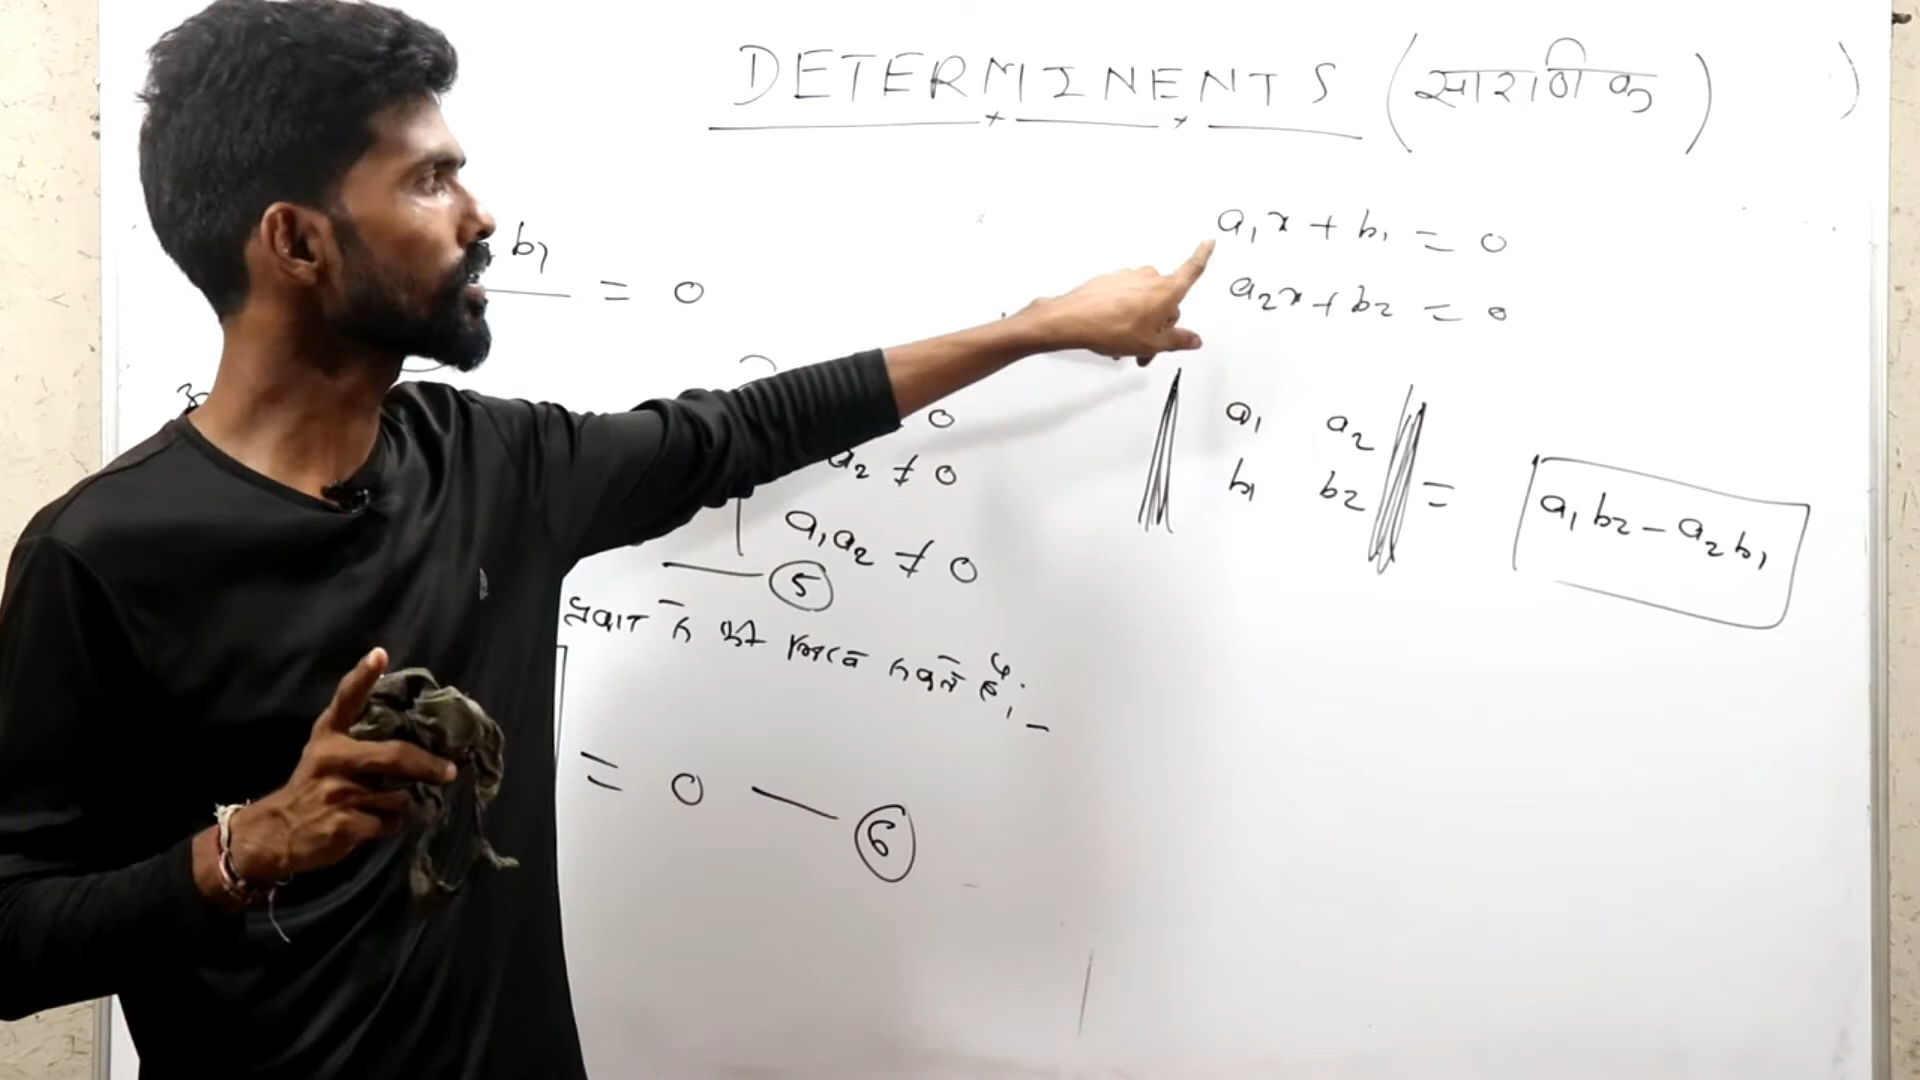 DETERMINENTS (सारणिक) )
b₁
= 0
0
a₂ ≠ 0
a₁a₂ ≠ 0
⑤
= 0 — ⑥
a₁x + b₁ = 0
a₂x + b₂ = 0
a₁ a₂
b₁ b₂ = a₁b₂ - a₂b₁